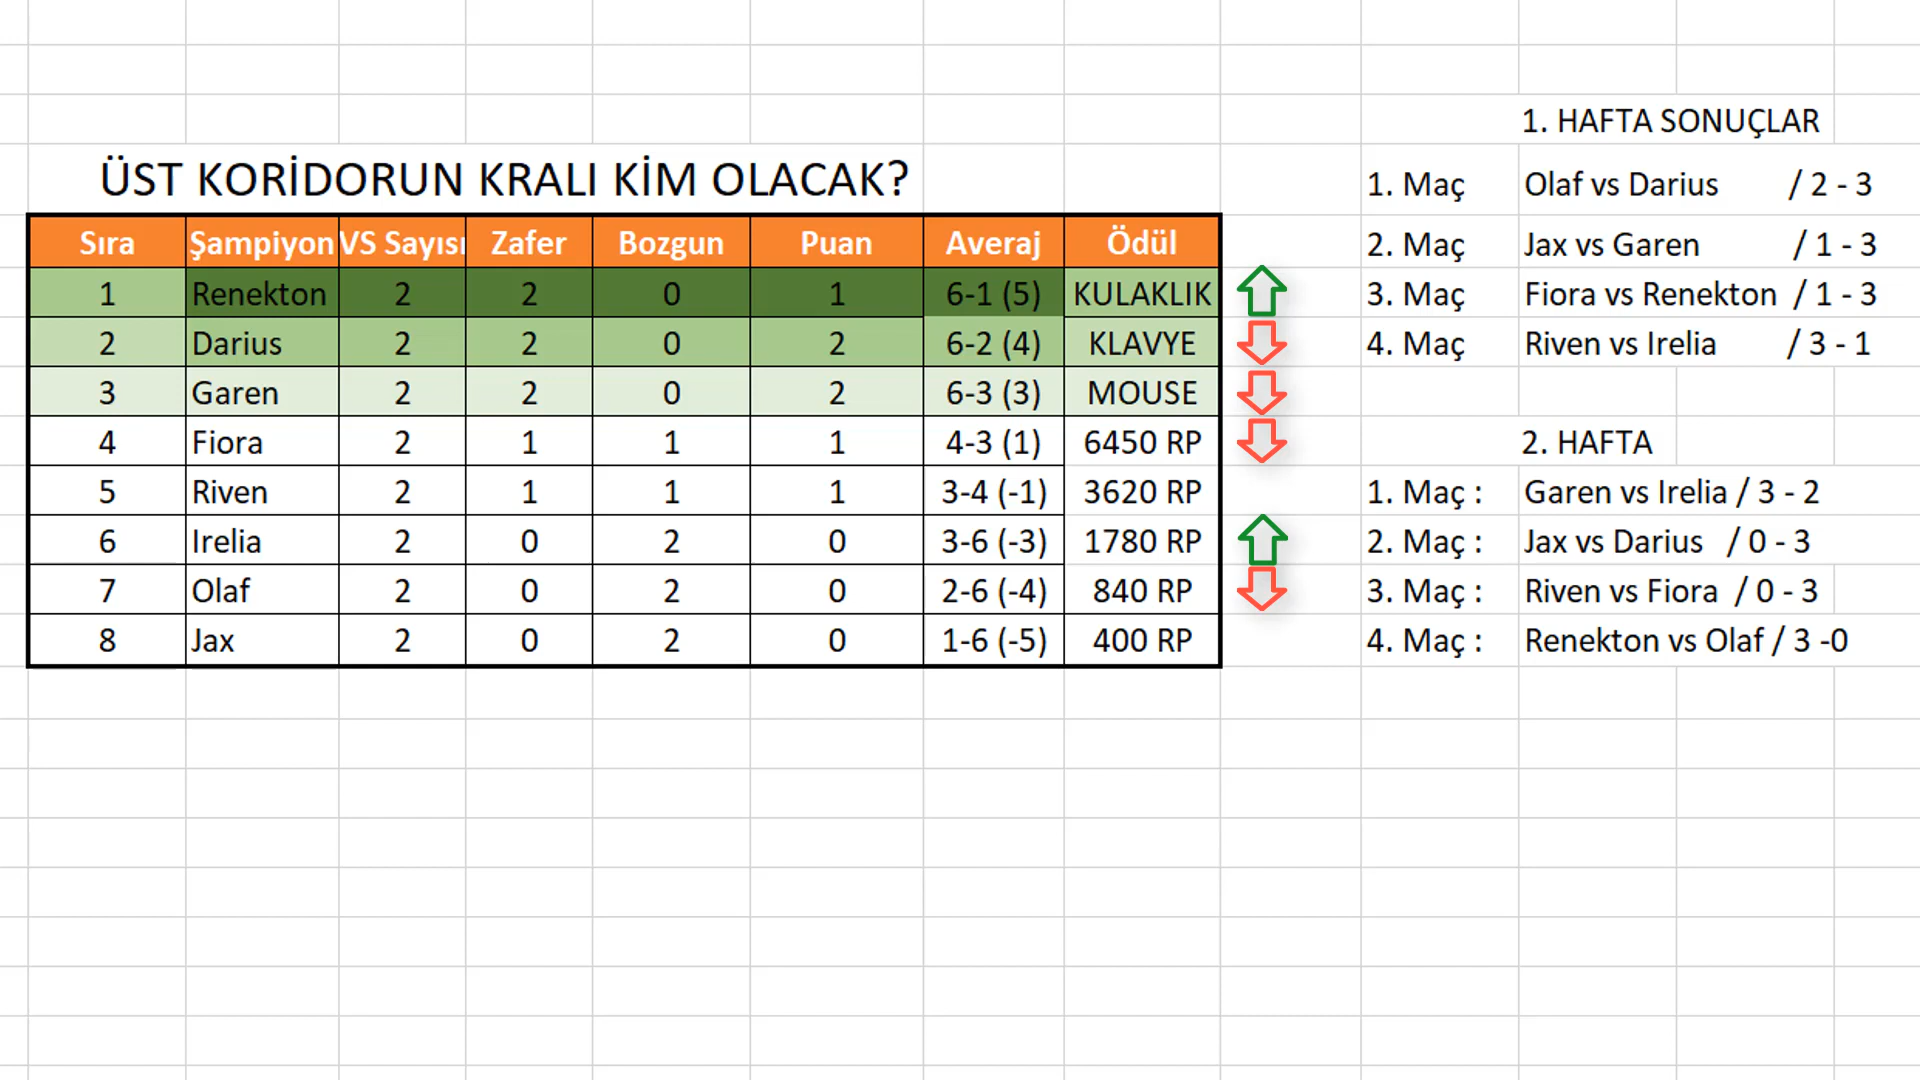 ÜST KORİDORUN KRALI KİM OLACAK?
Sıra Şampiyon VS Sayısı Zafer Bozgun Puan Averaj Ödül
1 Renekton 2 2 0 1 6-1 (5) KULAKLIK
2 Darius 2 2 0 2 6-2 (4) KLAVYE
3 Garen 2 2 0 2 6-3 (3) MOUSE
4 Fiora 2 1 1 1 4-3 (1) 6450 RP
5 Riven 2 1 1 1 3-4 (-1) 3620 RP
6 Irelia 2 0 2 0 3-6 (-3) 1780 RP
7 Olaf 2 0 2 0 2-6 (-4) 840 RP
8 Jax 2 0 2 0 1-6 (-5) 400 RP
1. HAFTA SONUÇLAR
1. Maç Olaf vs Darius / 2 - 3
2. Maç Jax vs Garen / 1 - 3
3. Maç Fiora vs Renekton / 1 - 3
4. Maç Riven vs Irelia / 3 - 1
2. HAFTA
1. Maç : Garen vs Irelia / 3 - 2
2. Maç : Jax vs Darius / 0 - 3
3. Maç : Riven vs Fiora / 0 - 3
4. Maç : Renekton vs Olaf / 3 -0